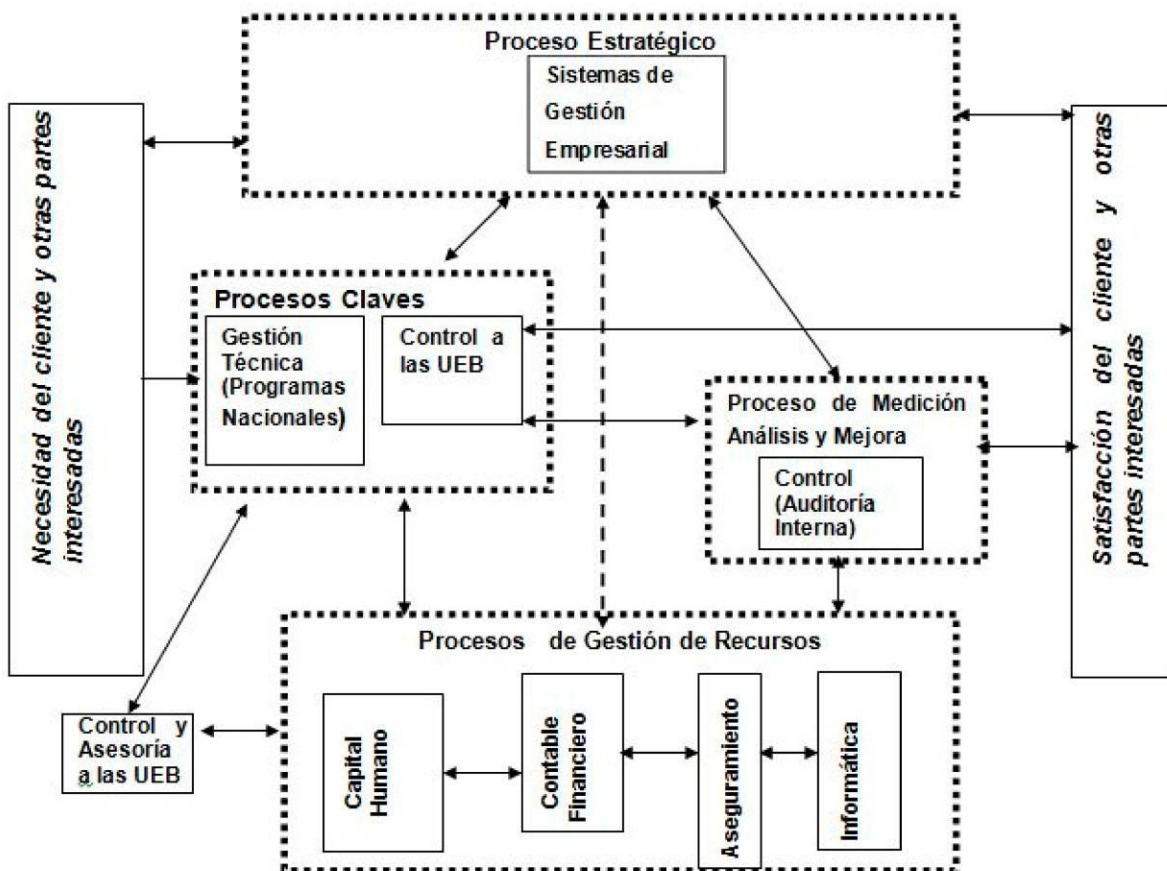 Proceso Estratégico
Sistemas de
Gestión
Empresarial
Necesidad del cliente y otras partes
interesadas
Satisfacción del cliente y otras
partes interesadas
Procesos Claves
Gestión
Técnica
(Programas
Nacionales)
Control a
las UEB
Proceso de Medición
Análisis y Mejora
Control
(Auditoría
Interna)
Procesos de Gestión de Recursos
Control y
Asesoría
a las UEB
Capital
Humano
Contable
Financiero
Aseguramiento
Informática